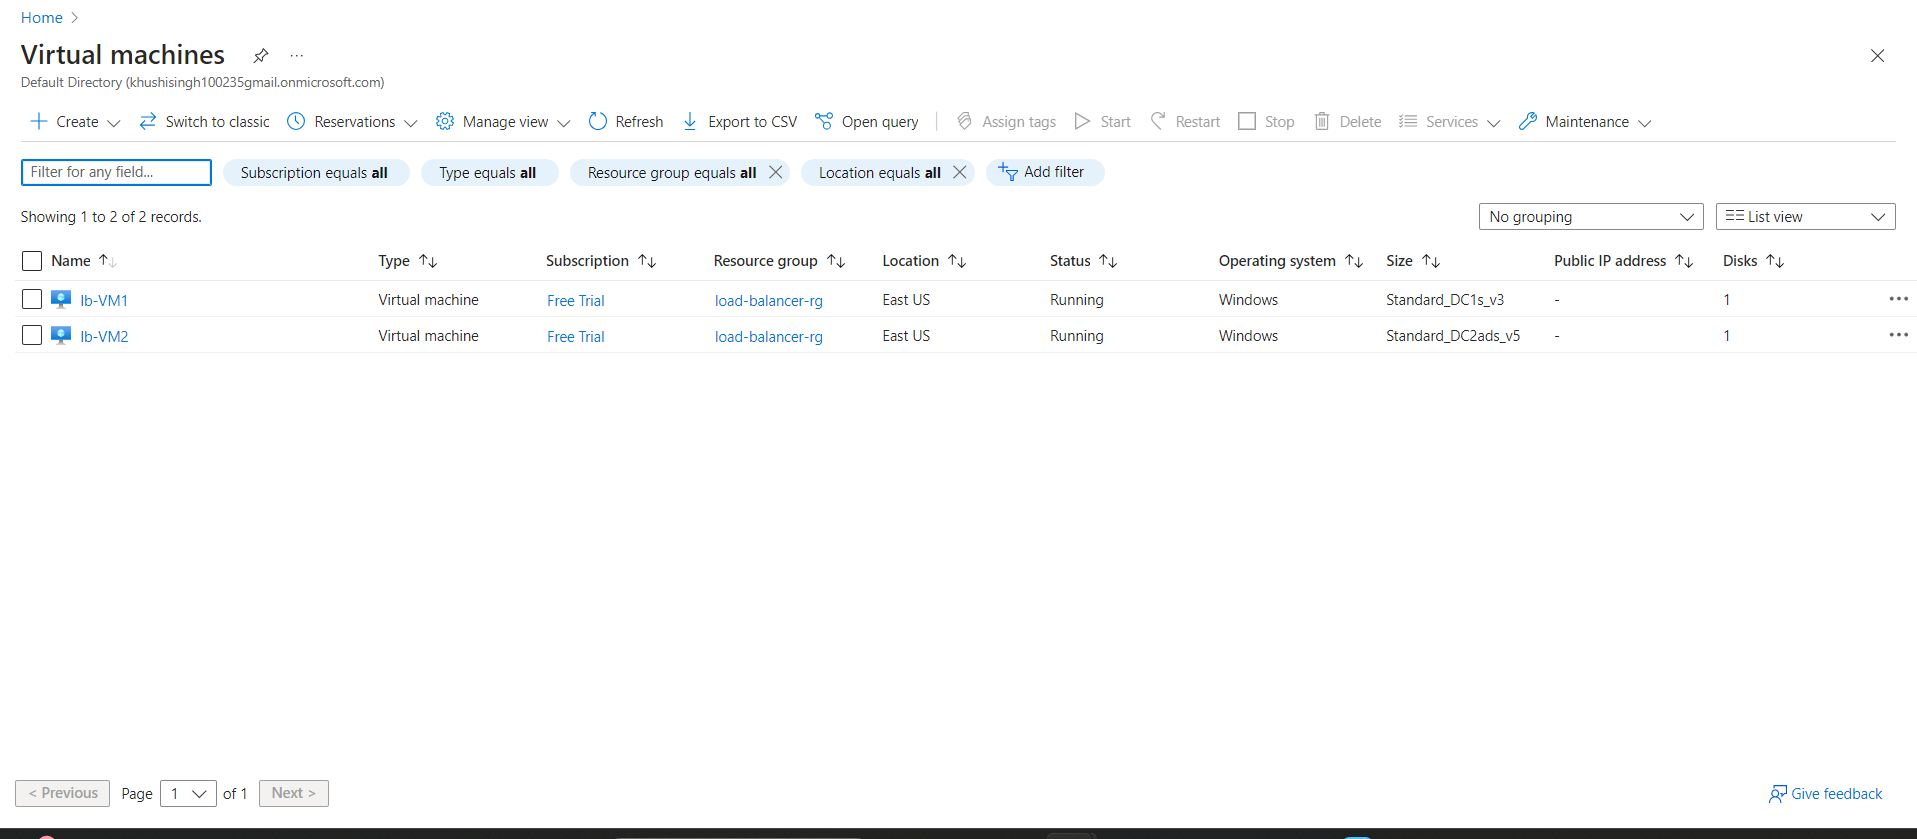 Home
Virtual machines
Default Directory (khushisingh100235gmail.onmicrosoft.com)
Create Switch to classic Reservations Manage view Refresh Export to CSV Open query Assign tags Start Restart Stop Delete Services Maintenance
Filter for any field... Subscription equals all Type equals all Resource group equals all Location equals all Add filter
Showing 1 to 2 of 2 records. No grouping List view
Name Type Subscription Resource group Location Status Operating system Size Public IP address Disks
lb-VM1 Virtual machine Free Trial load-balancer-rg East US Running Windows Standard_DC1s_v3 - 1
lb-VM2 Virtual machine Free Trial load-balancer-rg East US Running Windows Standard_DC2ads_v5 - 1
< Previous Page 1 of 1 Next > Give feedback